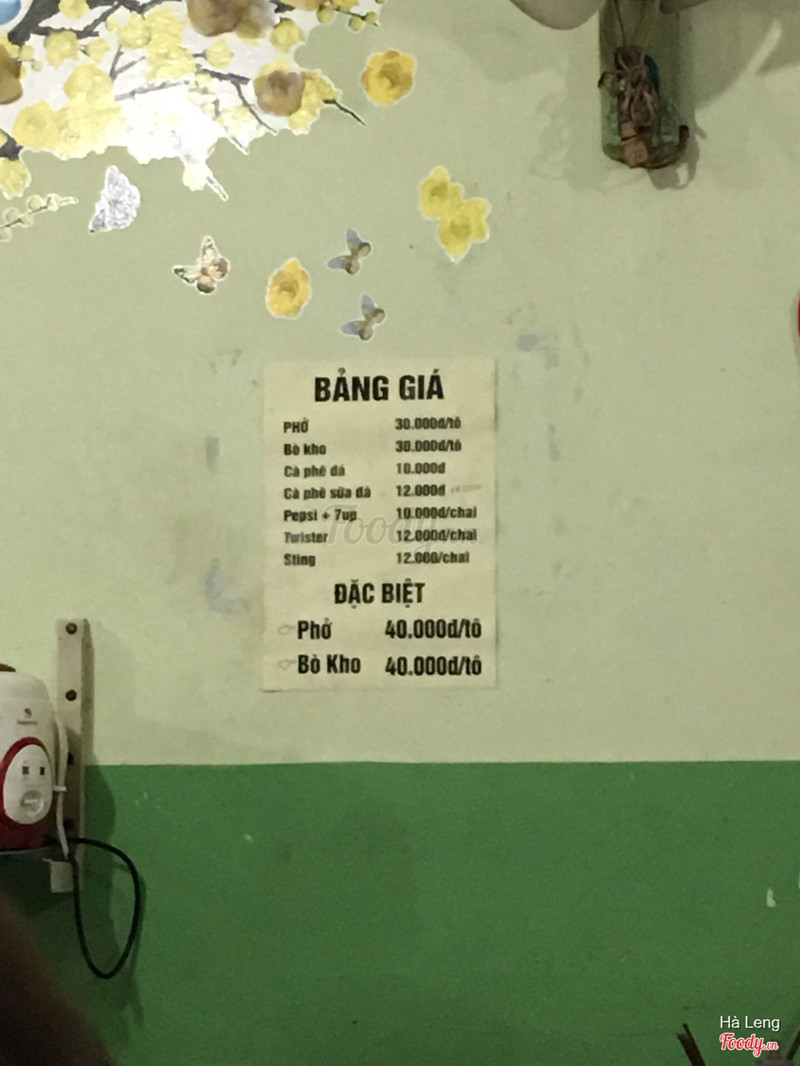 BẢNG GIÁ
PHỞ 30.000đ/tô
Bò kho 30.000đ/tô
Cà phê đá 10.000đ
Cà phê sữa đá 12.000đ
Pepsi + 7up 10.000đ/chai
Twister 12.000đ/chai
Sting 12.000/chai
ĐẶC BIỆT
Phở 40.000đ/tô
Bò Kho 40.000đ/tô
Foody.vn
Hà Leng
Foody.vn